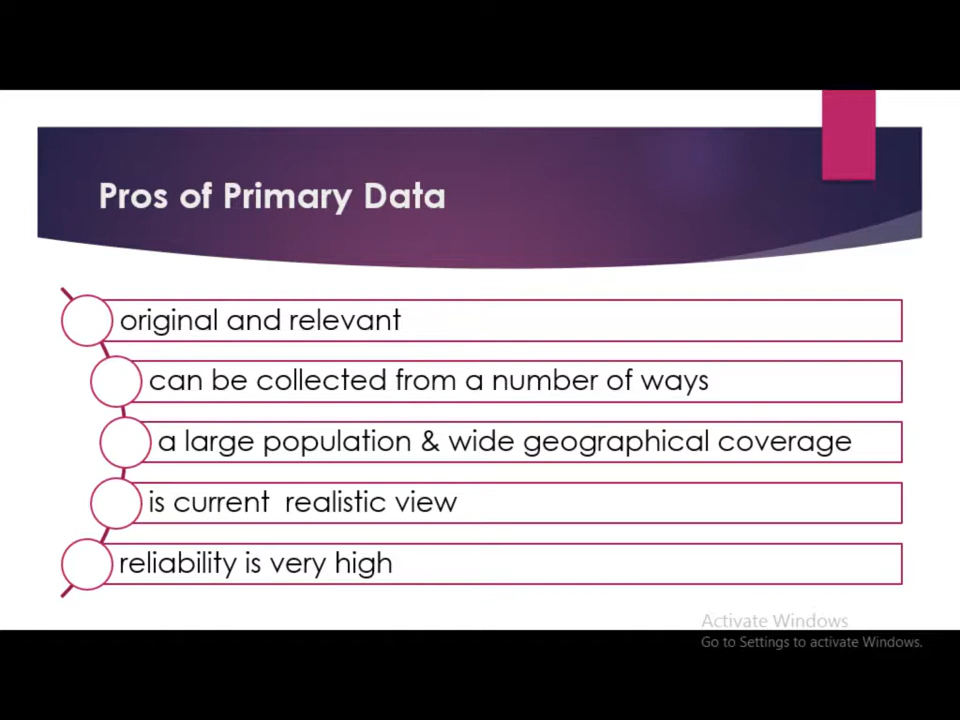 Pros of Primary Data
original and relevant
can be collected from a number of ways
a large population & wide geographical coverage
is current  realistic view
reliability is very high
Activate Windows
Go to Settings to activate Windows.